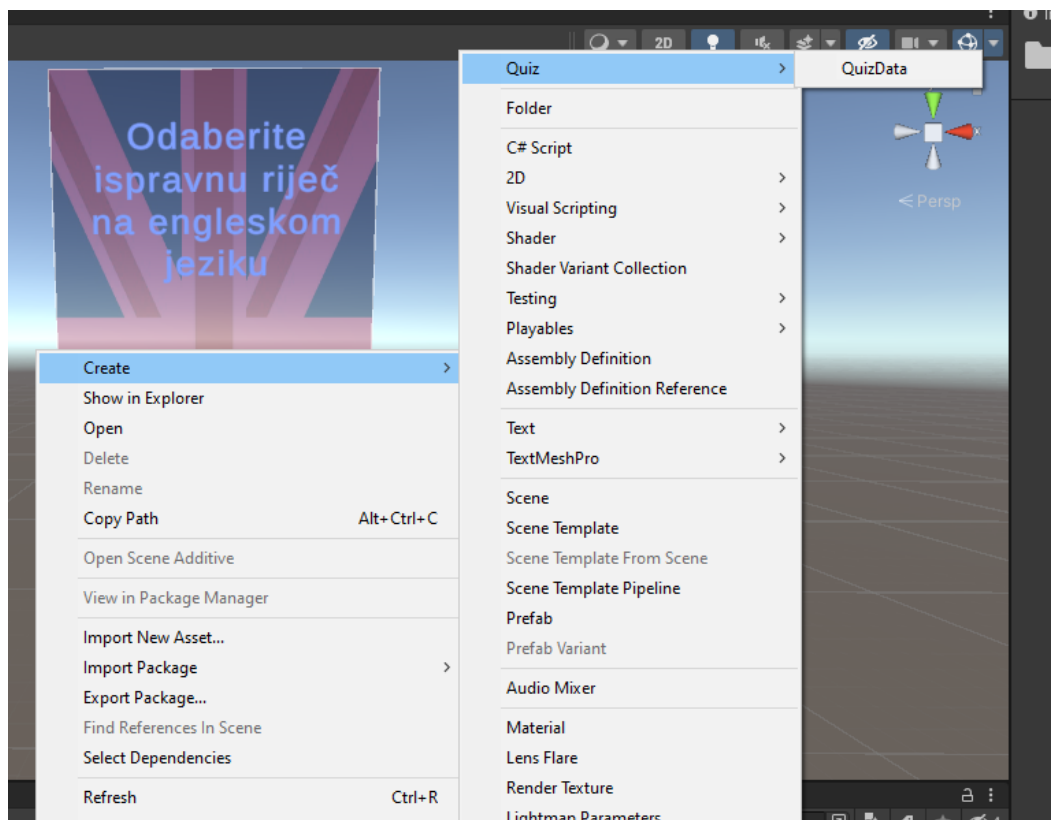 2D
Odaberite
ispravnu riječ
na engleskom
jeziku
Persp
Create
Show in Explorer
Open
Delete
Rename
Copy Path Alt+Ctrl+C
Open Scene Additive
View in Package Manager
Import New Asset...
Import Package
Export Package...
Find References In Scene
Select Dependencies
Refresh Ctrl+R
Quiz
Folder
C# Script
2D
Visual Scripting
Shader
Shader Variant Collection
Testing
Playables
Assembly Definition
Assembly Definition Reference
Text
TextMeshPro
Scene
Scene Template
Scene Template From Scene
Scene Template Pipeline
Prefab
Prefab Variant
Audio Mixer
Material
Lens Flare
Render Texture
Lightmap Parameters
QuizData